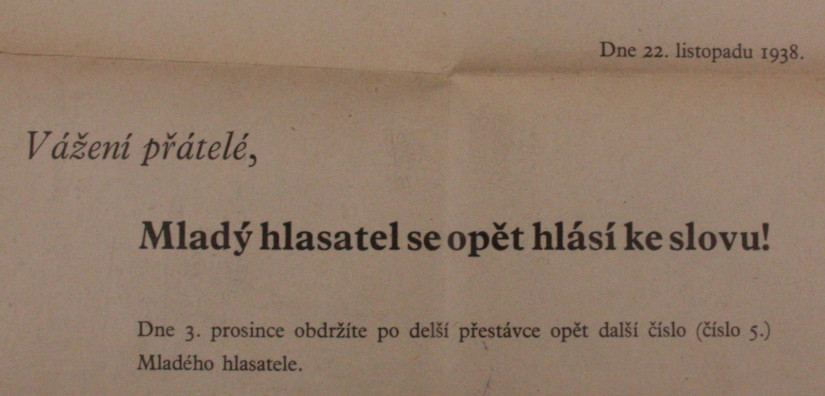 Dne 22. listopadu 1938.
Vážení přátelé,
Mladý hlasatel se opět hlásí ke slovu!
Dne 3. prosince obdržíte po delší přestávce opět další číslo (číslo 5.)
Mladého hlasatele.